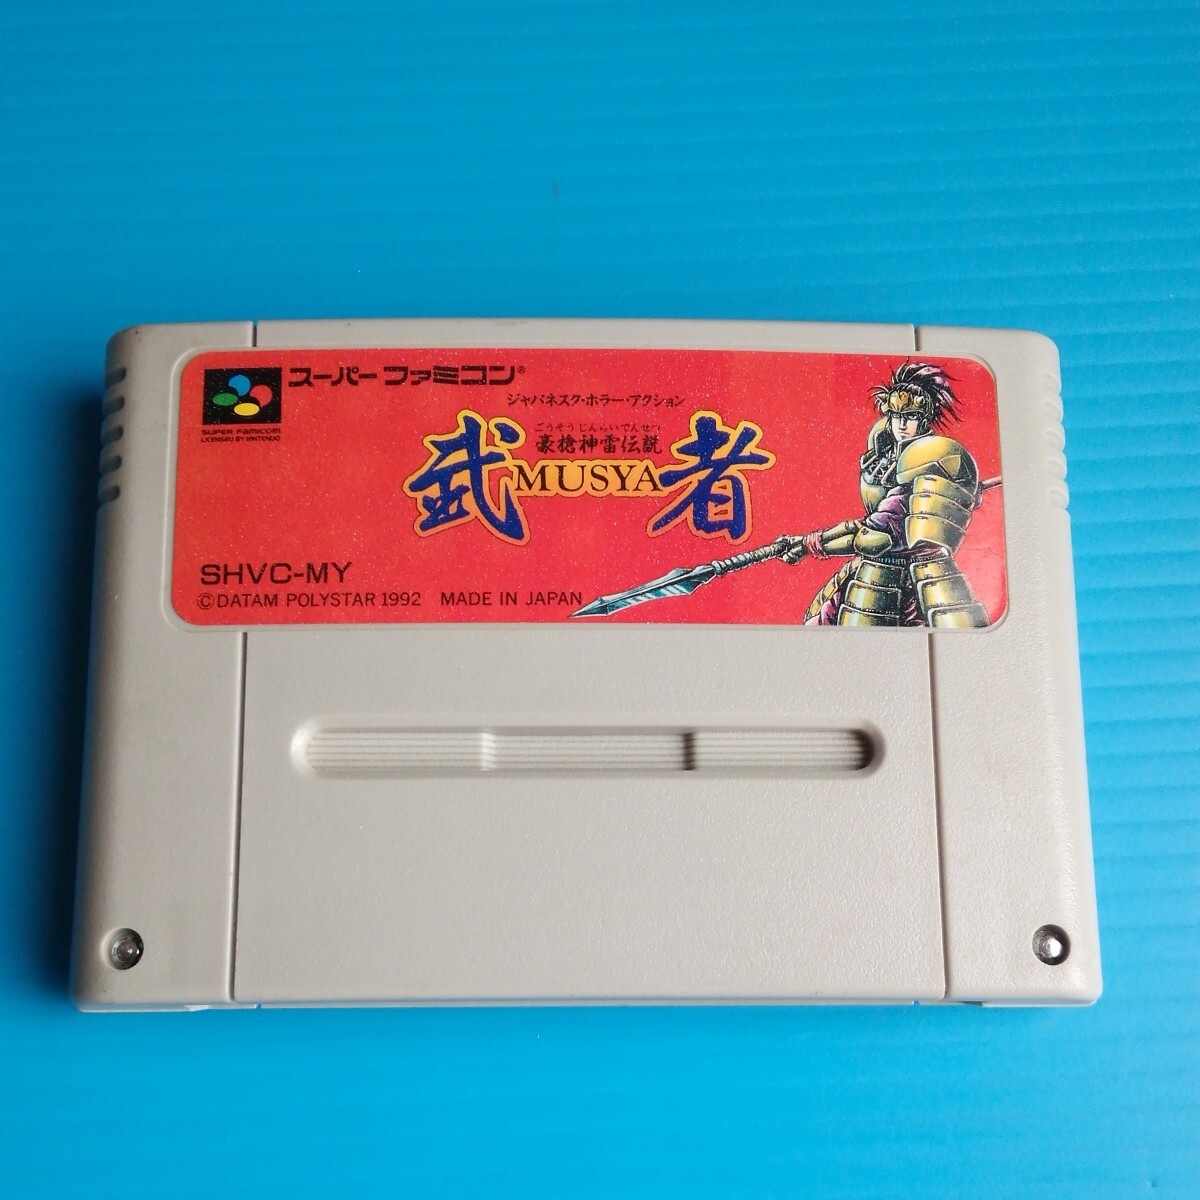 スーパーファミコン®
SUPER FAMICOM
LICENSED BY NINTENDO
ジャパネスク・ホラー・アクション
ごうそうじんらいでんせつ
豪槍神雷伝説
武者
MUSYA
SHVC-MY
©DATAM POLYSTAR 1992 MADE IN JAPAN